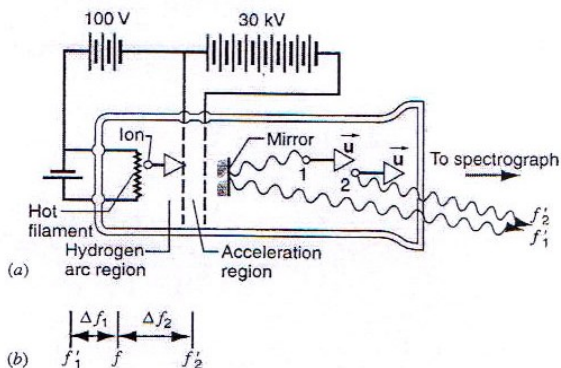 100 V
30 kV
Ion
Mirror
u
u
1
2
To spectrograph
Hot
filament
Hydrogen
arc region
Acceleration
region
f'₂
f'₁
(a)
Δf₁
Δf₂
(b)
f'₁
f
f'₂